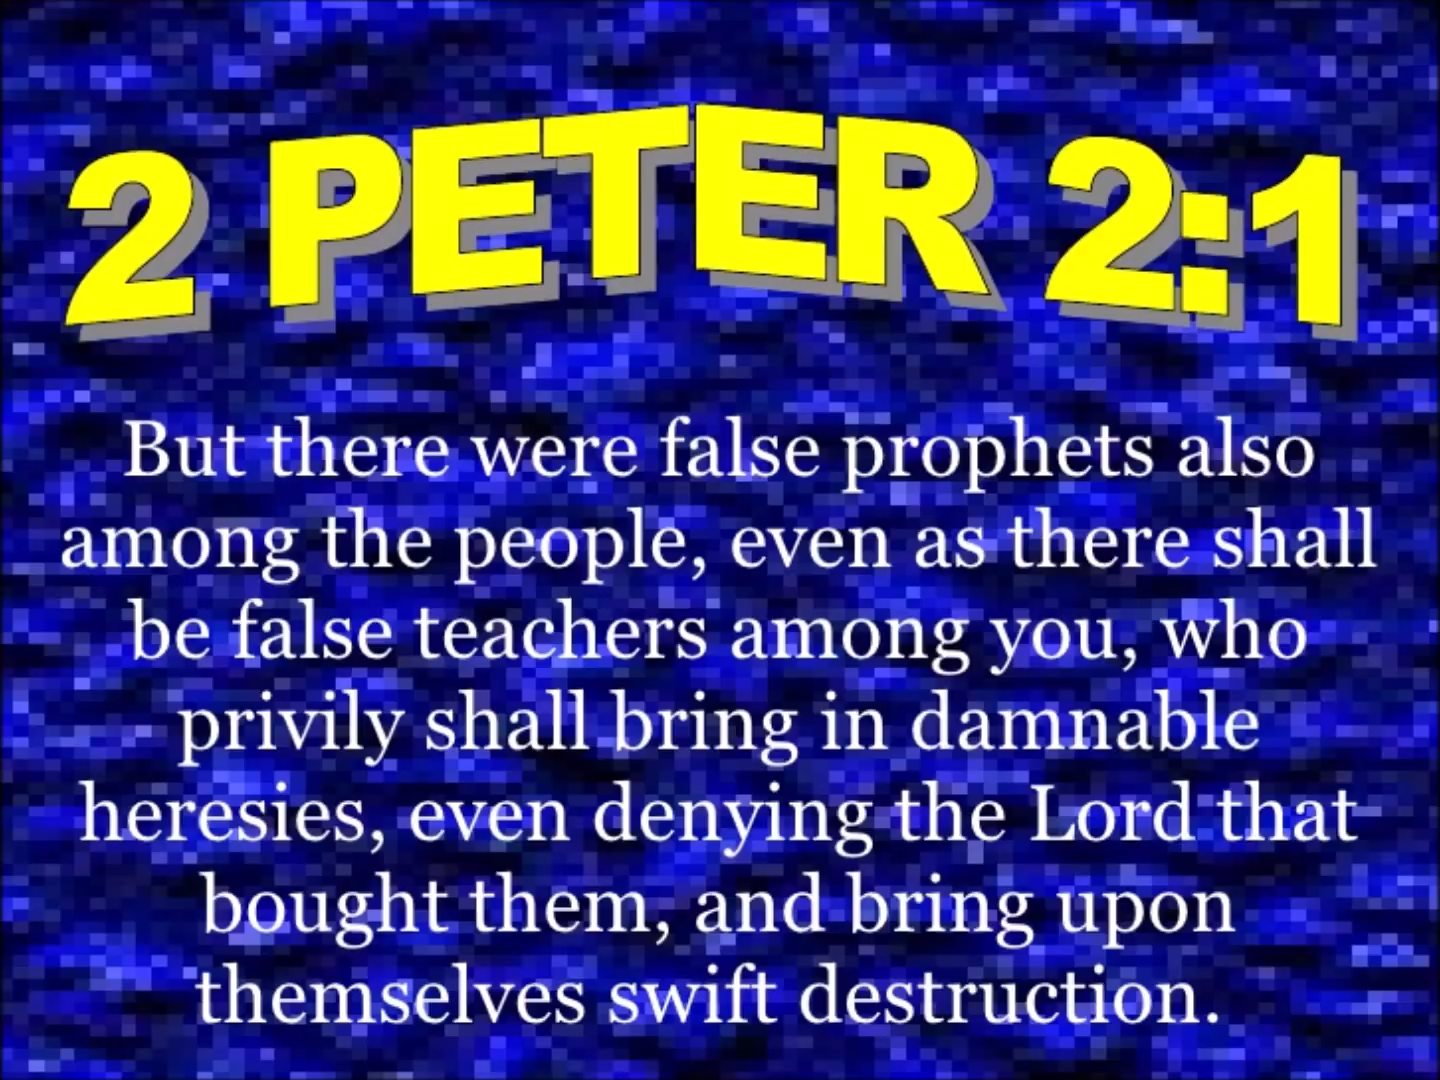 2 PETER 2:1
But there were false prophets also
among the people, even as there shall
be false teachers among you, who
privily shall bring in damnable
heresies, even denying the Lord that
bought them, and bring upon
themselves swift destruction.